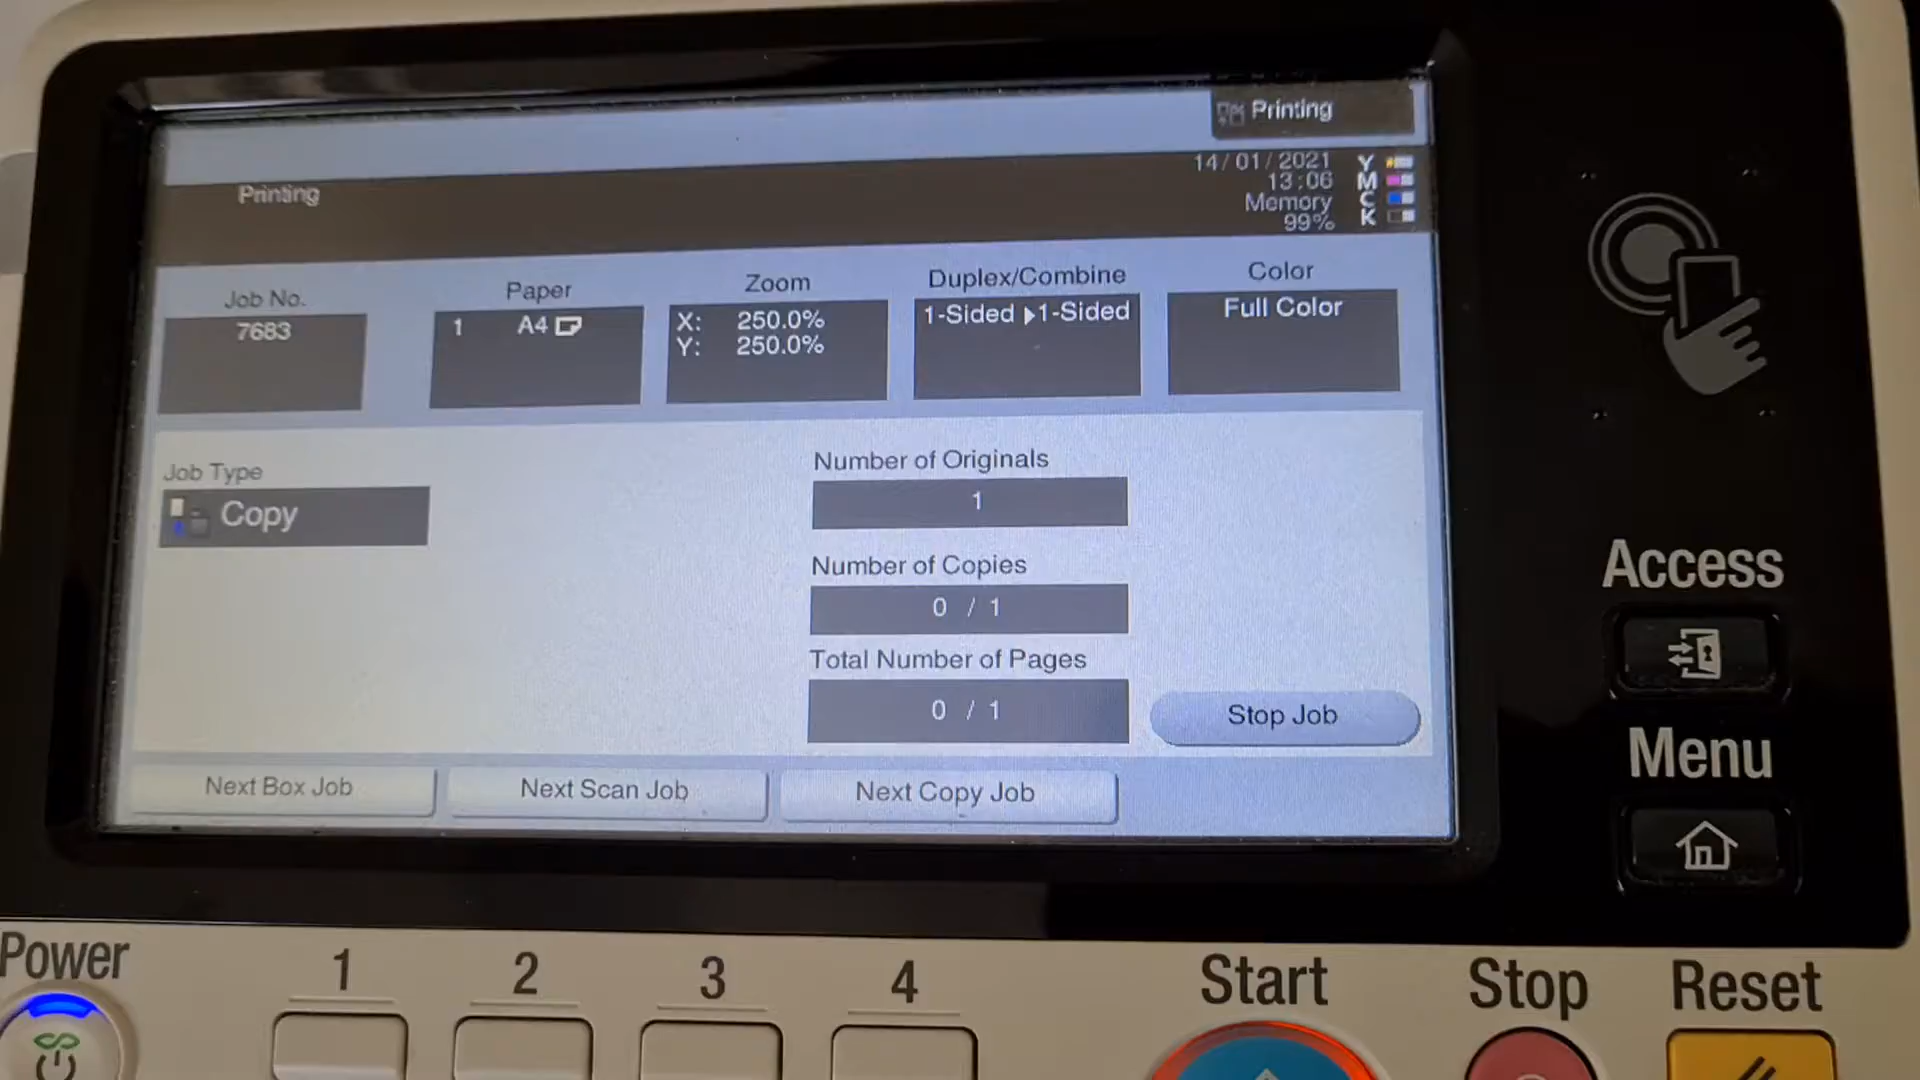 Printing
14/01/2021
13:06
Memory
99%
Y
M
C
K
Printing
Job No.
7683
Paper
1 A4
Zoom
X: 250.0%
Y: 250.0%
Duplex/Combine
1-Sided ▶1-Sided
Color
Full Color
Job Type
Copy
Number of Originals
1
Number of Copies
0 / 1
Total Number of Pages
0 / 1
Stop Job
Next Box Job
Next Scan Job
Next Copy Job
Access
Menu
Power
1
2
3
4
Start
Stop
Reset